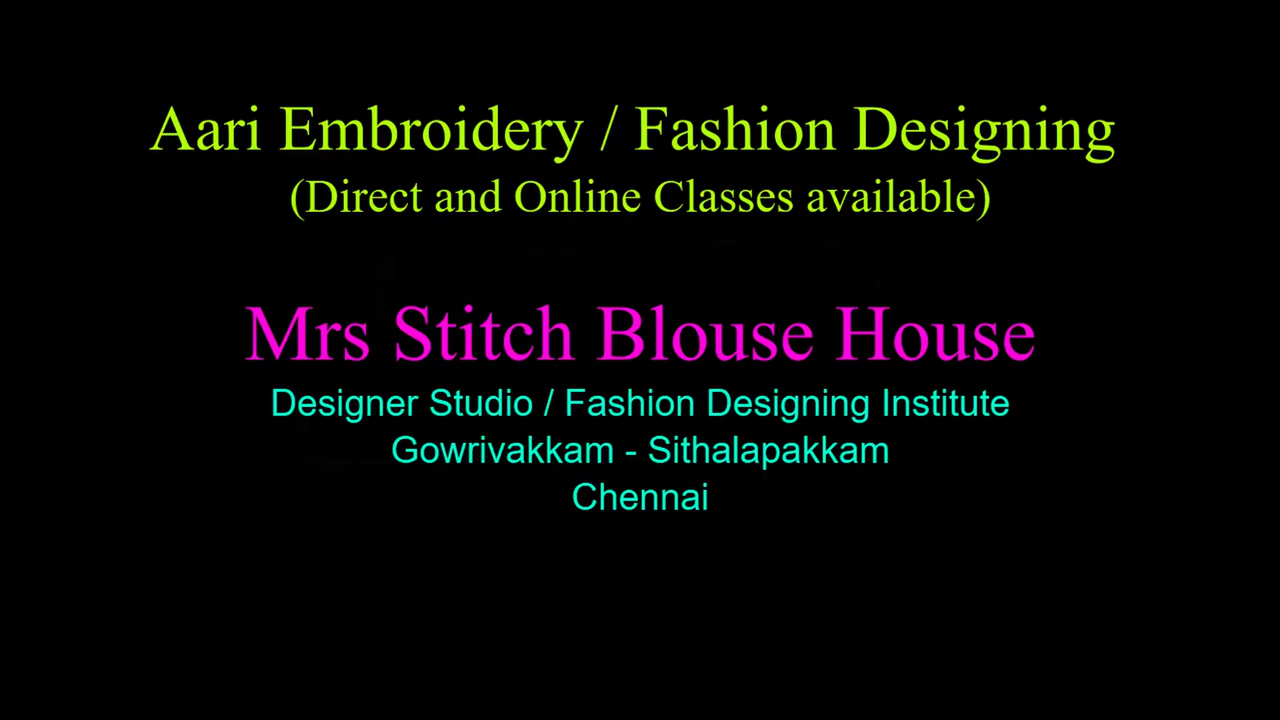 Aari Embroidery / Fashion Designing
(Direct and Online Classes available)
Mrs Stitch Blouse House
Designer Studio / Fashion Designing Institute
Gowrivakkam - Sithalapakkam
Chennai